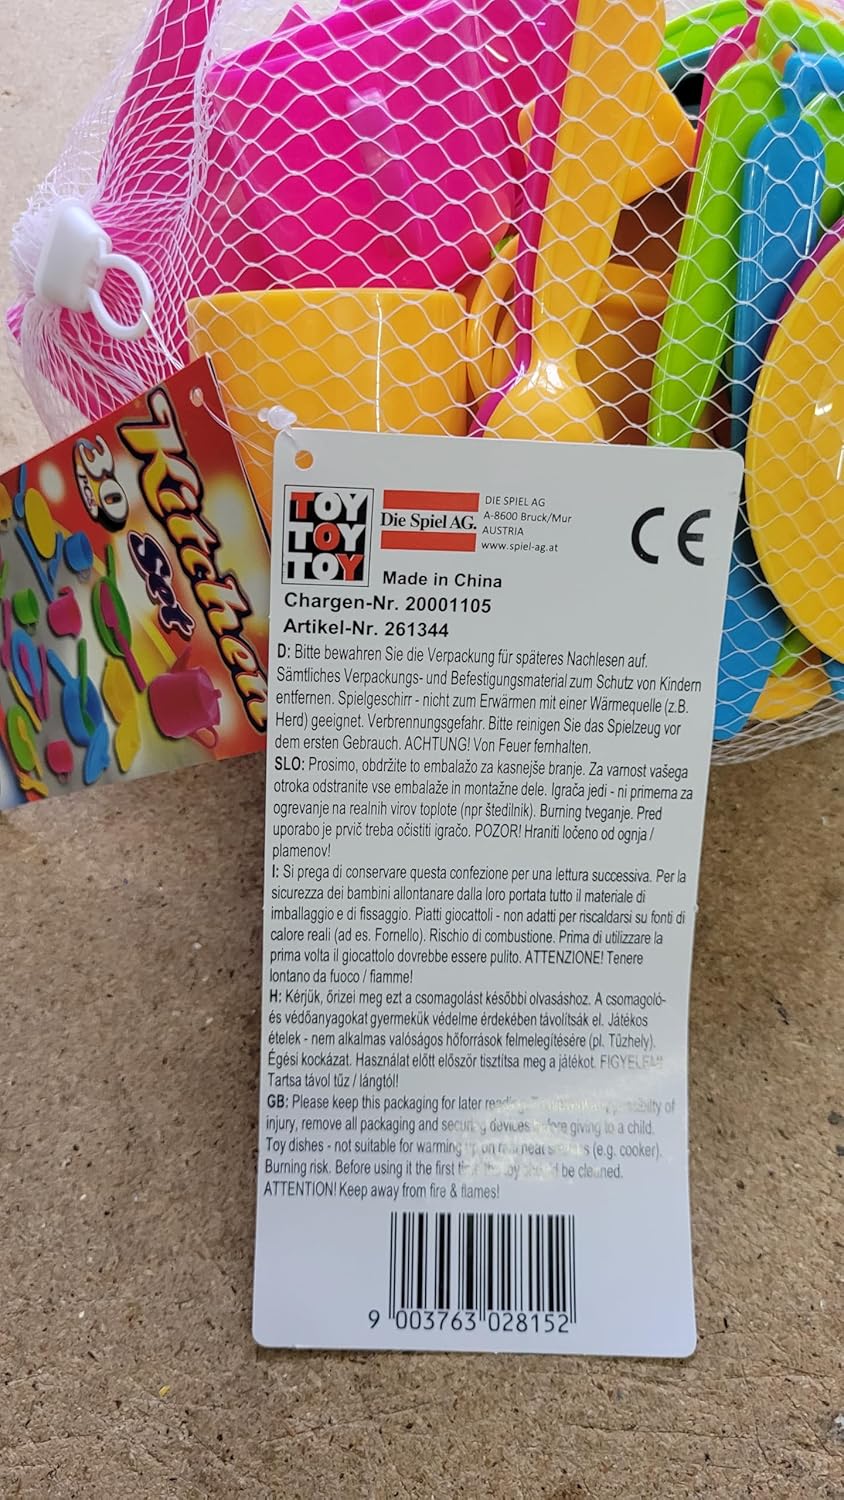 Kitchen
Set
30
PCS
TOY
TOY
TOY
Die Spiel AG.
DIE SPIEL AG
A-8600 Bruck/Mur
AUSTRIA
www.spiel-ag.at
CE
Made in China
Chargen-Nr. 20001105
Artikel-Nr. 261344
D: Bitte bewahren Sie die Verpackung für späteres Nachlesen auf.
Sämtliches Verpackungs- und Befestigungsmaterial zum Schutz von Kindern
entfernen. Spielgeschirr - nicht zum Erwärmen mit einer Wärmequelle (z.B.
Herd) geeignet. Verbrennungsgefahr. Bitte reinigen Sie das Spielzeug vor
dem ersten Gebrauch. ACHTUNG! Von Feuer fernhalten.
SLO: Prosimo, obdržite to embalažo za kasnejše branje. Za varnost vašega
otroka odstranite vse embalaže in montažne dele. Igrača jedi - ni primerna za
ogrevanje na realnih virov toplote (npr štedilnik). Burning tveganje. Pred
uporabo je prvič treba očistiti igračo. POZOR! Hraniti ločeno od ognja /
plamenov!
I: Si prega di conservare questa confezione per una lettura successiva. Per la
sicurezza dei bambini allontanare dalla loro portata tutto il materiale di
imballaggio e di fissaggio. Piatti giocattoli - non adatti per riscaldarsi su fonti di
calore reali (ad es. Fornello). Rischio di combustione. Prima di utilizzare la
prima volta il giocattolo dovrebbe essere pulito. ATTENZIONE! Tenere
lontano da fuoco / fiamme!
H: Kérjük, őrizei meg ezt a csomagolást későbbi olvasáshoz. A csomagoló-
és védőanyagokat gyermekük védelme érdekében távolítsák el. Játékos
ételek - nem alkalmas valóságos hőforrások felmelegítésére (pl. Tűzhely).
Égési kockázat. Használat előtt először tisztítsa meg a játékot. FIGYELEM!
Tartsa távol tűz / lángtól!
GB: Please keep this packaging for later of
injury, remove all packaging and securing devices before giving to a child.
Toy dishes - not suitable for warming up on real heat (e.g. cooker).
Burning risk. Before using it the first the toy should be cleaned.
ATTENTION! Keep away from fire & flames!
9 003763 028152